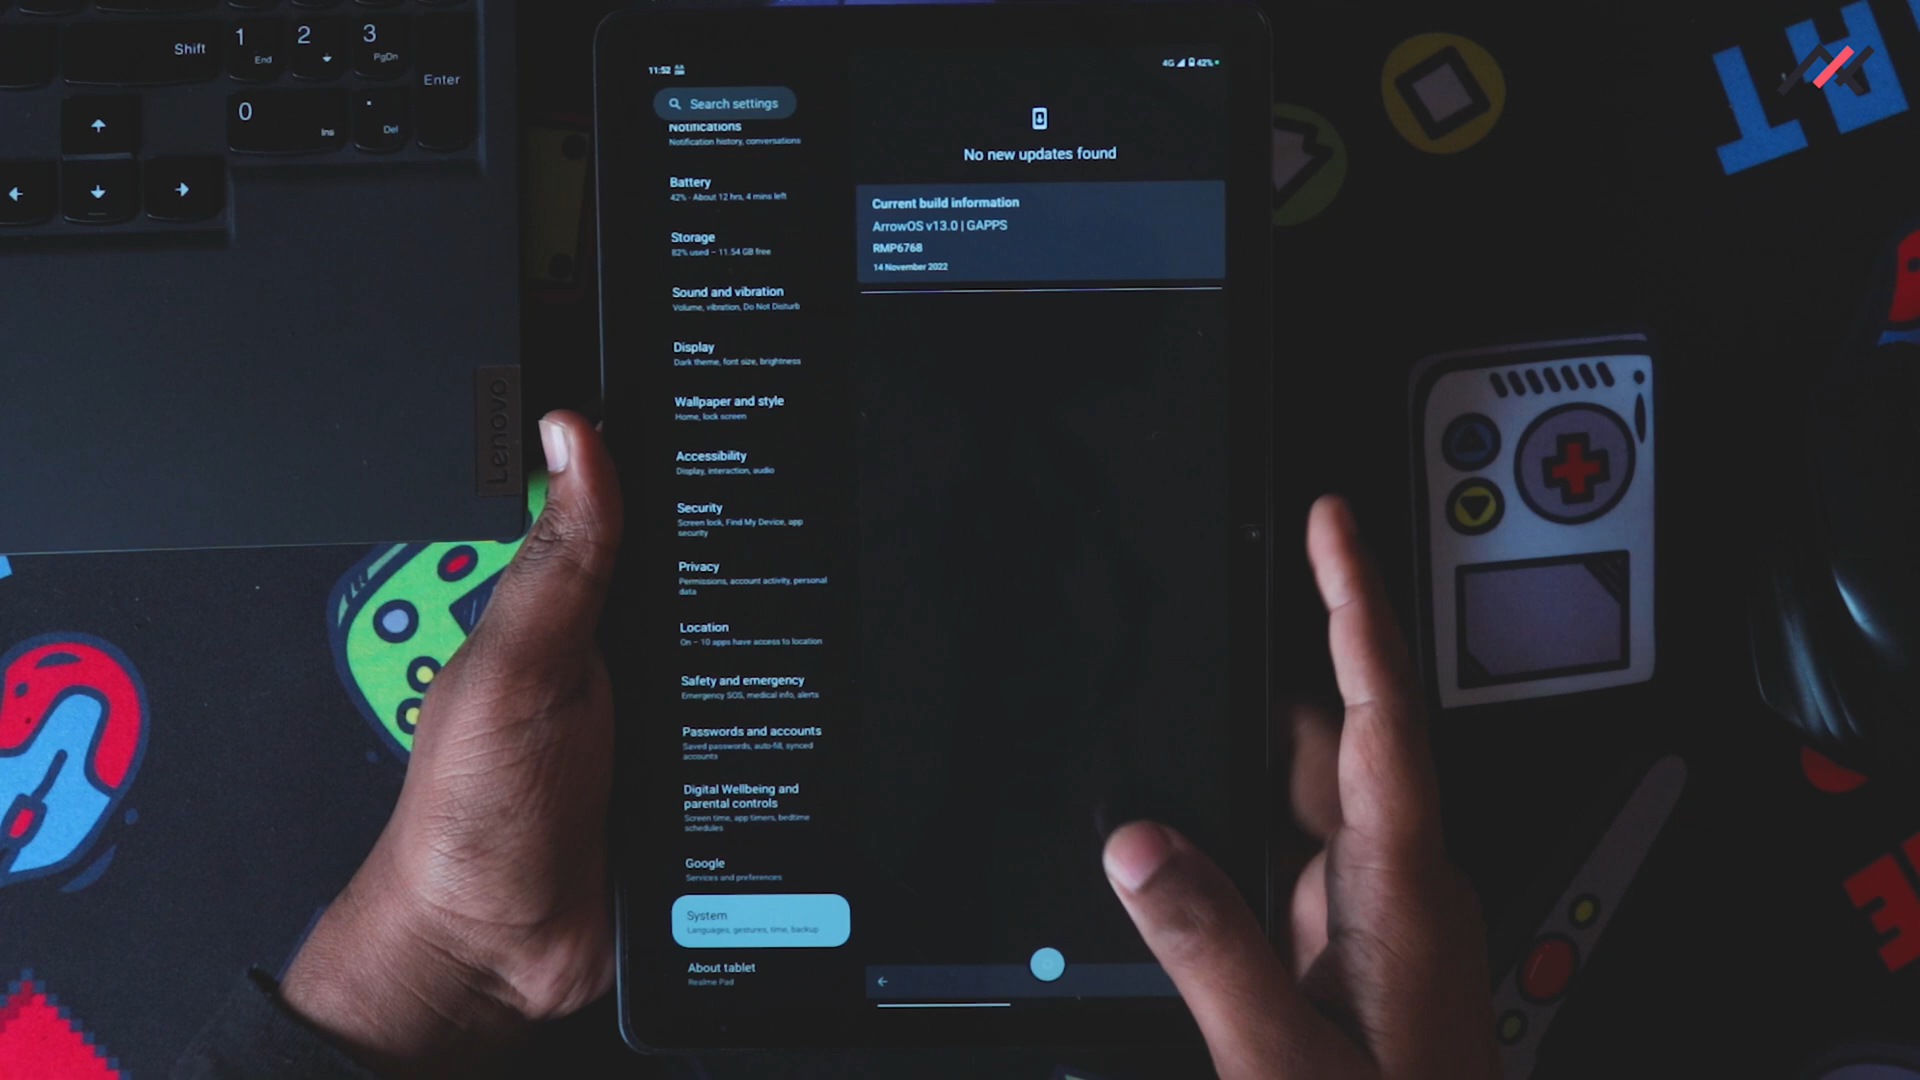 Shift
1
End
2
3
PgDn
Enter
0
Ins
.
Del
Lenovo
11:52
4G
42%
Search settings
Notifications
Notification history, conversations
Battery
42% - About 12 hrs, 4 mins left
Storage
82% used – 11.54 GB free
Sound and vibration
Volume, vibration, Do Not Disturb
Display
Dark theme, font size, brightness
Wallpaper and style
Home, lock screen
Accessibility
Display, interaction, audio
Security
Screen lock, Find My Device, app
security
Privacy
Permissions, account activity, personal
data
Location
On – 10 apps have access to location
Safety and emergency
Emergency SOS, medical info, alerts
Passwords and accounts
Saved passwords, auto-fill, synced
accounts
Digital Wellbeing and
parental controls
Screen time, app timers, bedtime
schedules
Google
Services and preferences
System
Languages, gestures, time, backup
About tablet
Realme Pad
No new updates found
Current build information
ArrowOS v13.0 | GAPPS
RMP6768
14 November 2022